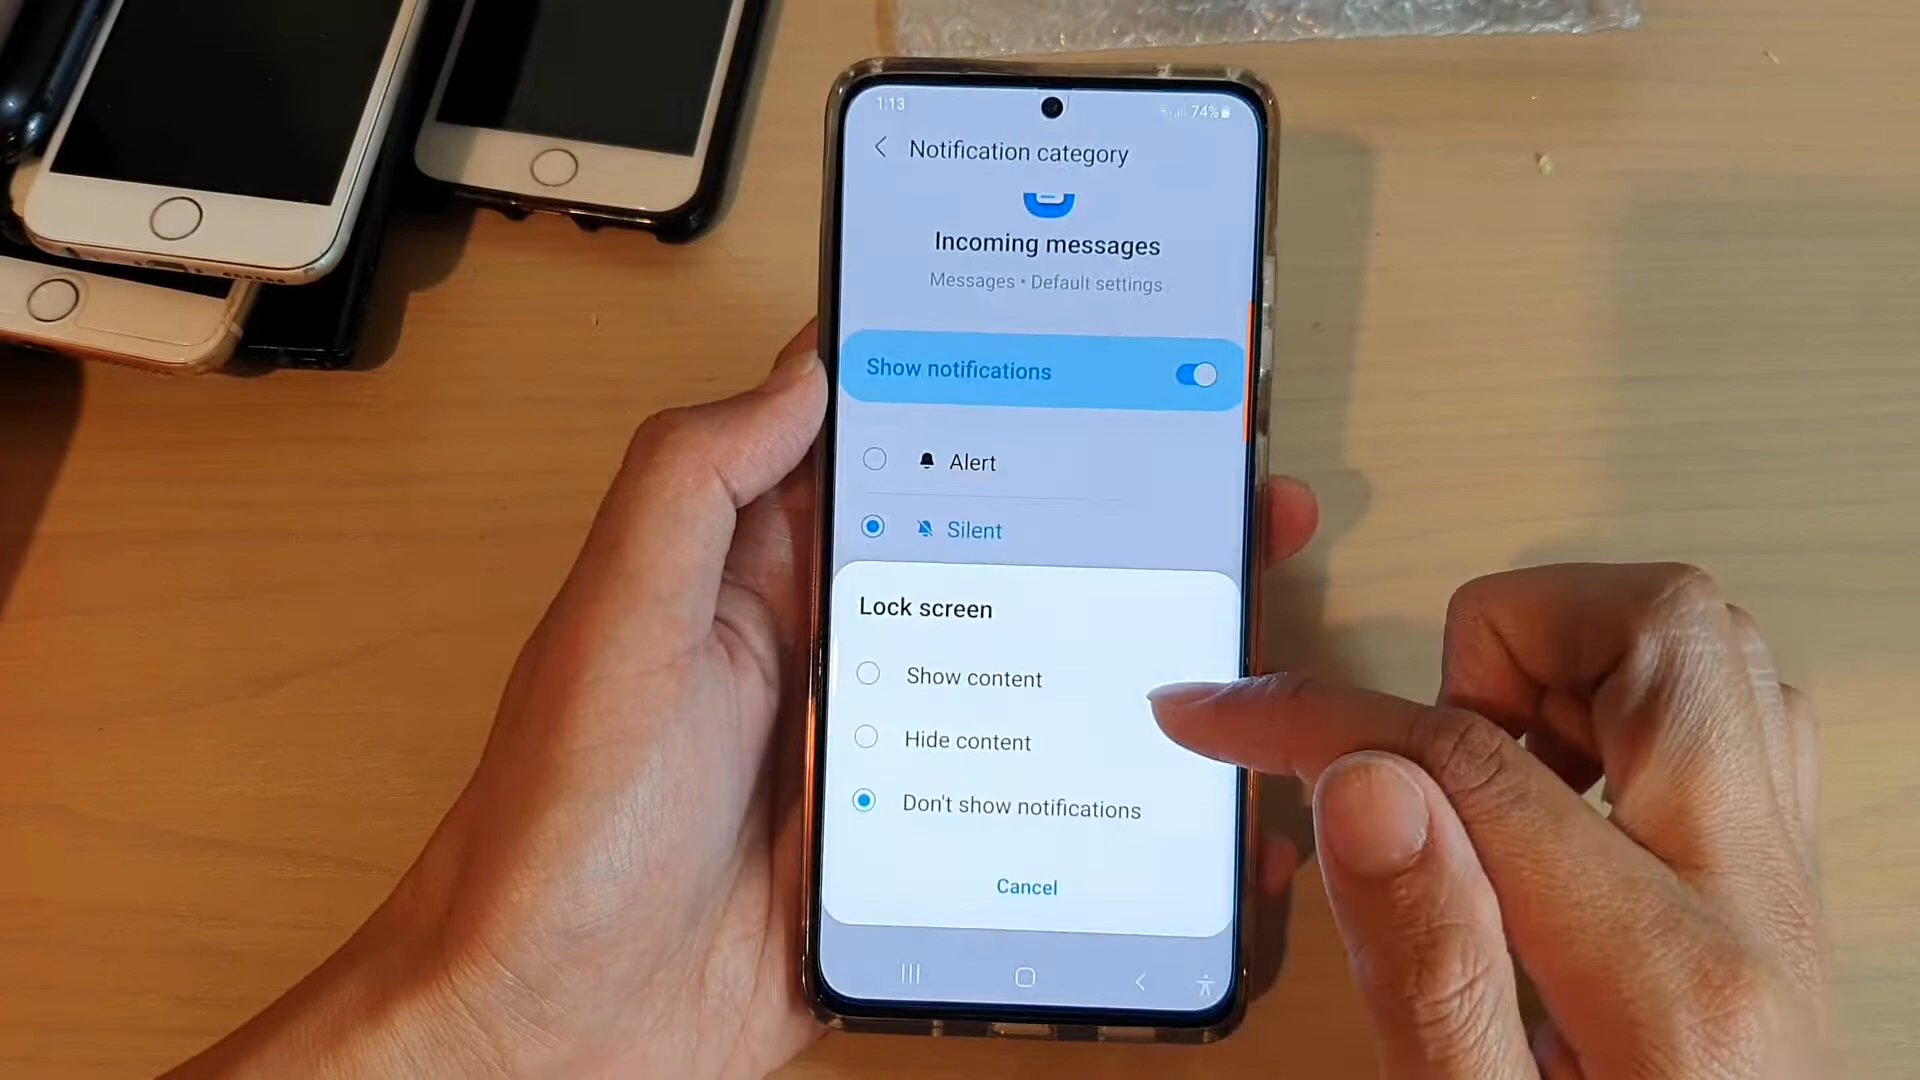 1:13
74%
Notification category
Incoming messages
Messages • Default settings
Show notifications
Alert
Silent
Lock screen
Show content
Hide content
Don't show notifications
Cancel